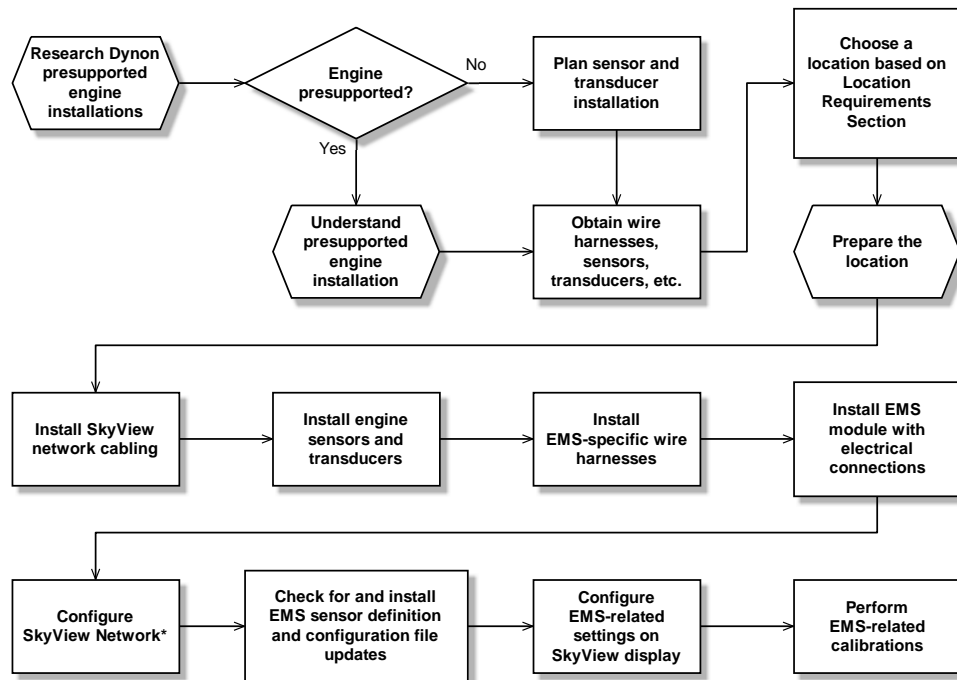 Research Dynon
presupported
engine
installations
Engine
presupported?
No
Yes
Plan sensor and
transducer
installation
Choose a
location based on
Location
Requirements
Section
Understand
presupported
engine
installation
Obtain wire
harnesses,
sensors,
transducers, etc.
Prepare the
location
Install SkyView
network cabling
Install engine
sensors and
transducers
Install
EMS-specific wire
harnesses
Install EMS
module with
electrical
connections
Configure
SkyView Network*
Check for and install
EMS sensor definition
and configuration file
updates
Configure
EMS-related
settings on
SkyView display
Perform
EMS-related
calibrations